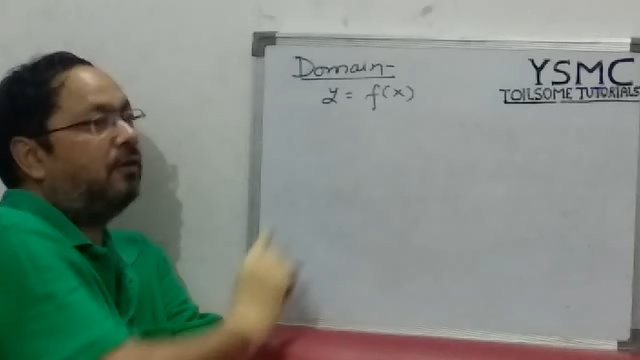 Domain-
y = f(x)
YSMC
TOILSOME TUTORIALS